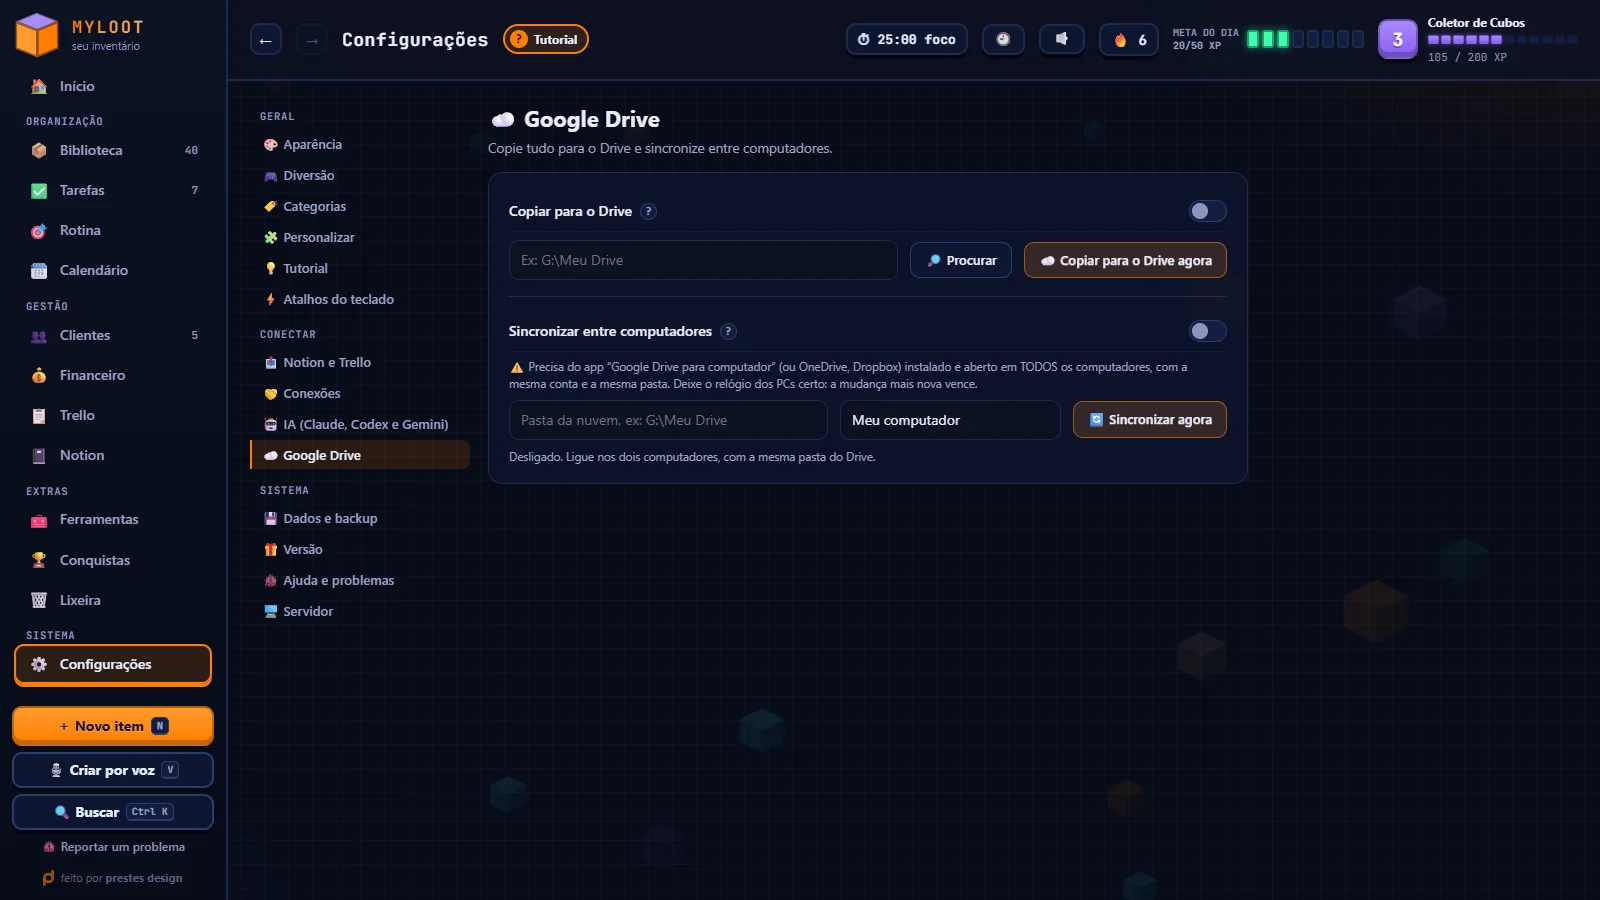 MYLOOT
seu inventário
Início
ORGANIZAÇÃO
Biblioteca 40
Tarefas 7
Rotina
Calendário
GESTÃO
Clientes 5
Financeiro
Trello
Notion
EXTRAS
Ferramentas
Conquistas
Lixeira
SISTEMA
Configurações
+ Novo item N
Criar por voz V
Buscar Ctrl K
Reportar um problema
feito por prestes design
← → Configurações ? Tutorial
25:00 foco
6
META DO DIA
20/50 XP
3
Coletor de Cubos
105 / 200 XP
GERAL
Aparência
Diversão
Categorias
Personalizar
Tutorial
Atalhos do teclado
CONECTAR
Notion e Trello
Conexões
IA (Claude, Codex e Gemini)
Google Drive
SISTEMA
Dados e backup
Versão
Ajuda e problemas
Servidor
Google Drive
Copie tudo para o Drive e sincronize entre computadores.
Copiar para o Drive ?
Ex: G:\Meu Drive
Procurar
Copiar para o Drive agora
Sincronizar entre computadores ?
Precisa do app “Google Drive para computador” (ou OneDrive, Dropbox) instalado e aberto em TODOS os computadores, com a
mesma conta e a mesma pasta. Deixe o relógio dos PCs certo: a mudança mais nova vence.
Pasta da nuvem, ex: G:\Meu Drive
Meu computador
Sincronizar agora
Desligado. Ligue nos dois computadores, com a mesma pasta do Drive.